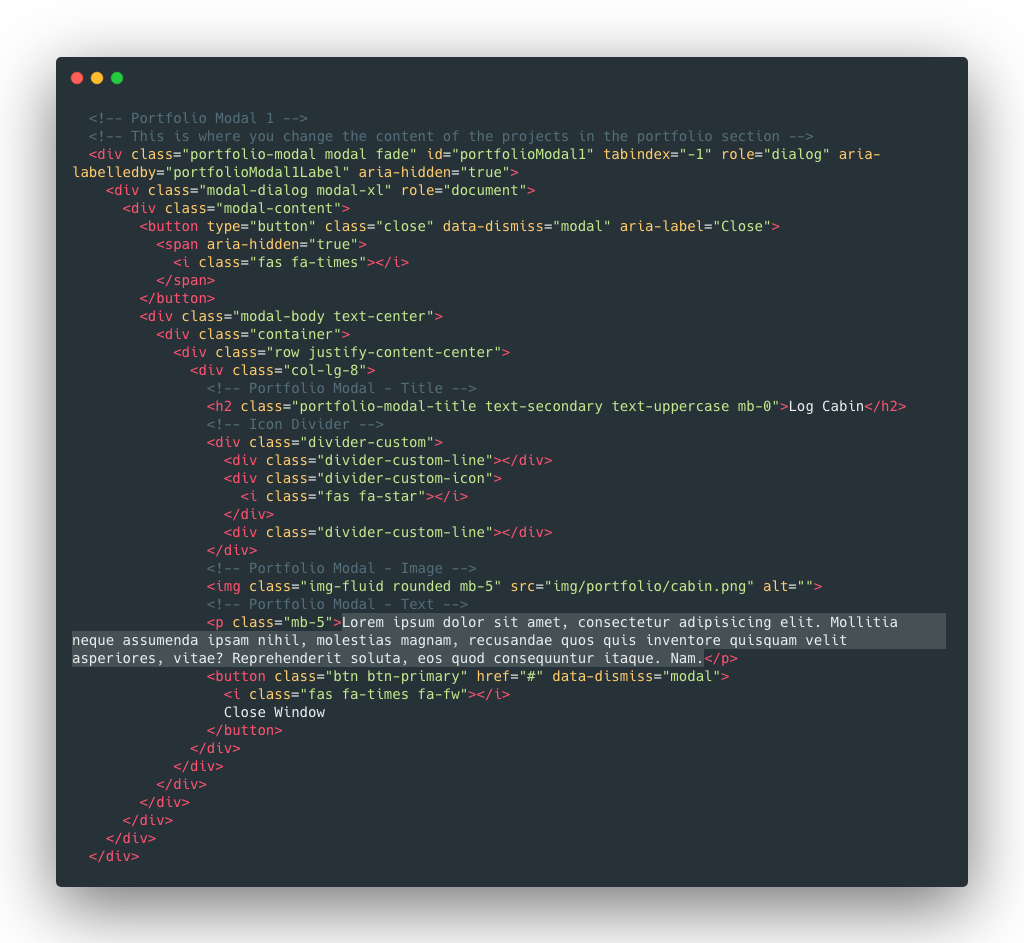 <!-- Portfolio Modal 1 -->
<!-- This is where you change the content of the projects in the portfolio section -->
<div class="portfolio-modal modal fade" id="portfolioModal1" tabindex="-1" role="dialog" aria-
labelledby="portfolioModal1Label" aria-hidden="true">
<div class="modal-dialog modal-xl" role="document">
<div class="modal-content">
<button type="button" class="close" data-dismiss="modal" aria-label="Close">
<span aria-hidden="true">
<i class="fas fa-times"></i>
</span>
</button>
<div class="modal-body text-center">
<div class="container">
<div class="row justify-content-center">
<div class="col-lg-8">
<!-- Portfolio Modal - Title -->
<h2 class="portfolio-modal-title text-secondary text-uppercase mb-0">Log Cabin</h2>
<!-- Icon Divider -->
<div class="divider-custom">
<div class="divider-custom-line"></div>
<div class="divider-custom-icon">
<i class="fas fa-star"></i>
</div>
<div class="divider-custom-line"></div>
</div>
<!-- Portfolio Modal - Image -->
<img class="img-fluid rounded mb-5" src="img/portfolio/cabin.png" alt="">
<!-- Portfolio Modal - Text -->
<p class="mb-5">Lorem ipsum dolor sit amet, consectetur adipisicing elit. Mollitia
neque assumenda ipsam nihil, molestias magnam, recusandae quos quis inventore quisquam velit
asperiores, vitae? Reprehenderit soluta, eos quod consequuntur itaque. Nam.</p>
<button class="btn btn-primary" href="#" data-dismiss="modal">
<i class="fas fa-times fa-fw"></i>
Close Window
</button>
</div>
</div>
</div>
</div>
</div>
</div>
</div>